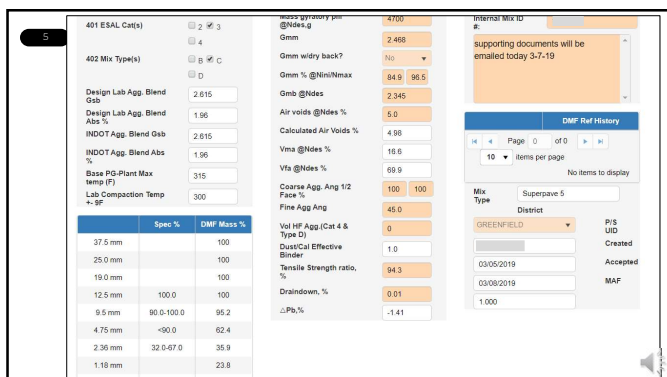 5
401 ESAL Cat(s)
2 3
4
402 Mix Type(s)
B C
D
Design Lab Agg. Blend Gsb
2.615
Design Lab Agg. Blend Abs %
1.96
INDOT Agg. Blend Gsb
2.615
INDOT Agg. Blend Abs %
1.96
Base PG-Plant Max temp (F)
315
Lab Compaction Temp +- 9F
300
Spec % DMF Mass %
37.5 mm 100
25.0 mm 100
19.0 mm 100
12.5 mm 100.0 100
9.5 mm 90.0-100.0 95.2
4.75 mm <90.0 62.4
2.36 mm 32.0-67.0 35.9
1.18 mm 23.8
Mass gyratory pill @Ndes,g
4700
Gmm
2.468
Gmm w/dry back?
No
Gmm % @Nini/Nmax
84.9 96.5
Gmb @Ndes
2.345
Air voids @Ndes %
5.0
Calculated Air Voids %
4.98
Vma @Ndes %
16.6
Vfa @Ndes %
69.9
Coarse Agg. Ang 1/2 Face %
100 100
Fine Agg Ang
45.0
Vol HF Agg.(Cat 4 & Type D)
0
Dust/Cal Effective Binder
1.0
Tensile Strength ratio, %
94.3
Draindown, %
0.01
△Pb,%
-1.41
Internal Mix ID #:
supporting documents will be
emailed today 3-7-19
DMF Ref History
Page 0 of 0
10 items per page
No items to display
Mix Type
Superpave 5
District
GREENFIELD
P/S UID
Created
03/05/2019
Accepted
03/08/2019
MAF
1.000